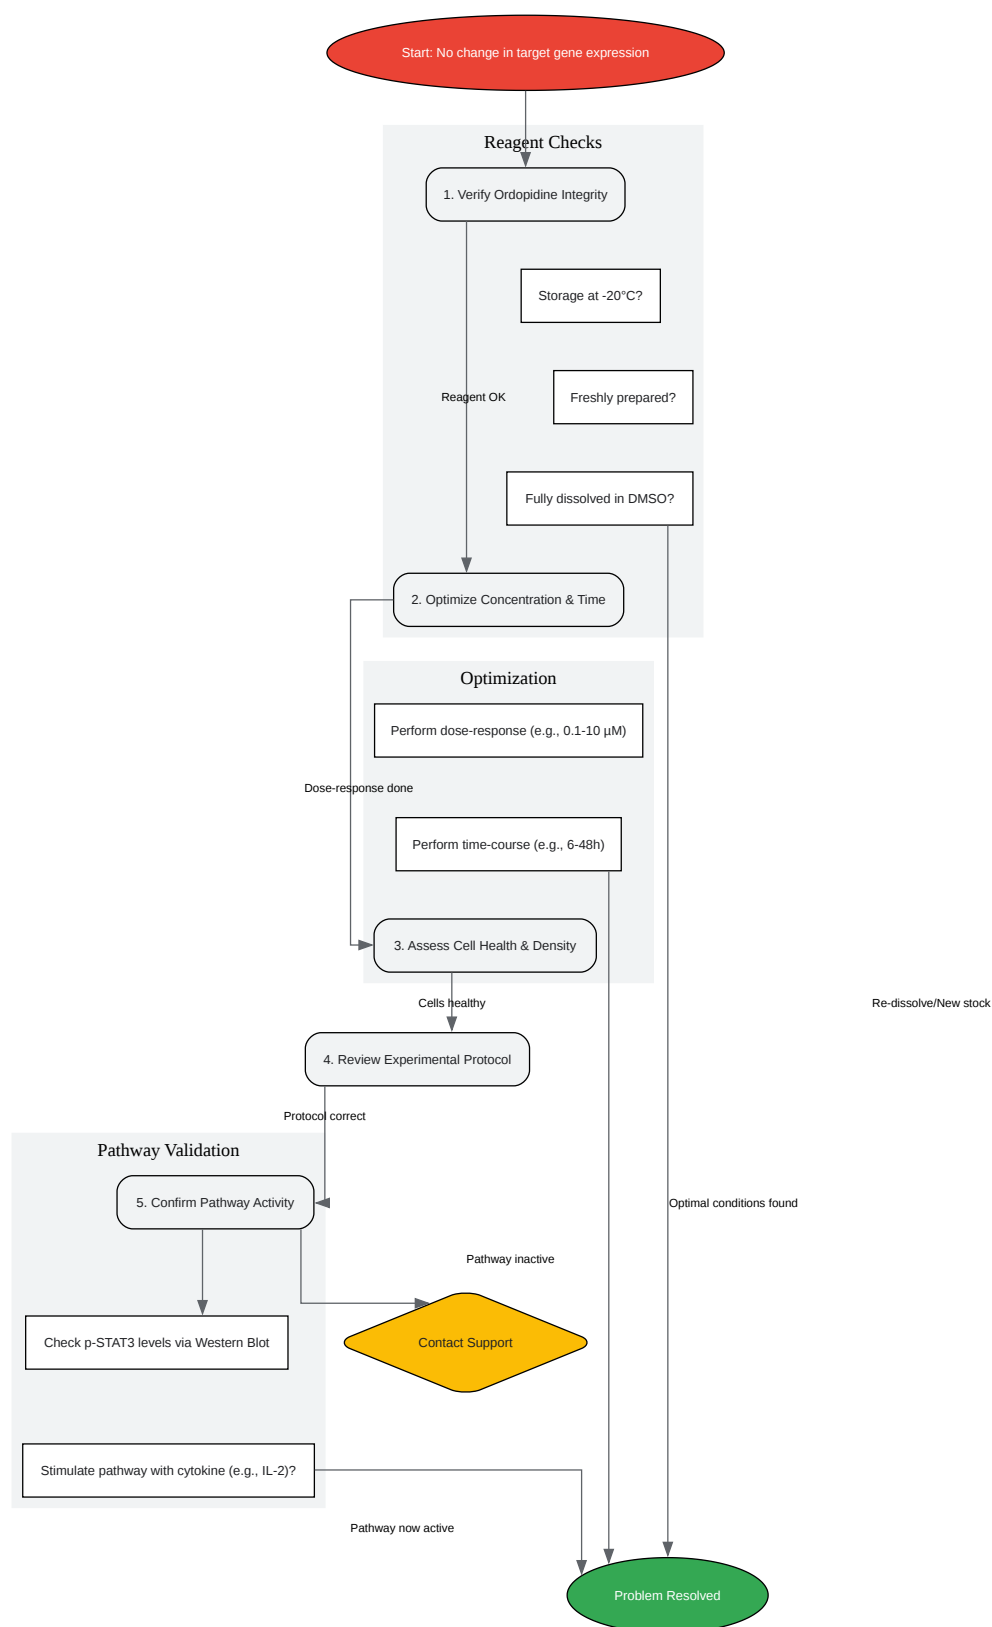 Start: No change in target gene expression
Reagent Checks
1. Verify Ordopidine Integrity
Storage at -20°C?
Freshly prepared?
Reagent OK
Fully dissolved in DMSO?
2. Optimize Concentration & Time
Optimization
Perform dose-response (e.g., 0.1-10 µM)
Dose-response done
Perform time-course (e.g., 6-48h)
3. Assess Cell Health & Density
Cells healthy
Re-dissolve/New stock
4. Review Experimental Protocol
Protocol correct
Pathway Validation
5. Confirm Pathway Activity
Optimal conditions found
Pathway inactive
Check p-STAT3 levels via Western Blot
Contact Support
Stimulate pathway with cytokine (e.g., IL-2)?
Pathway now active
Problem Resolved